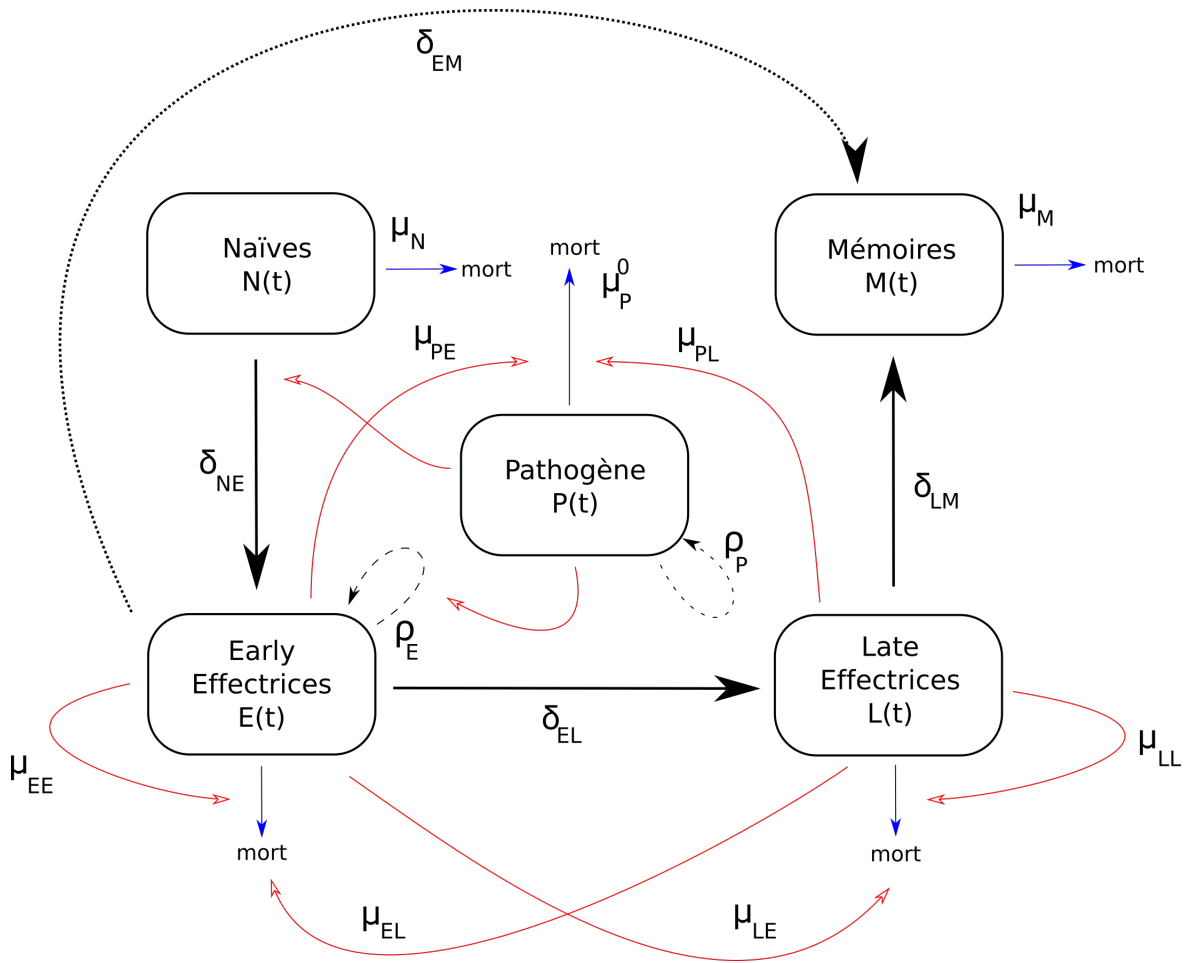 δEM
Naïves
N(t)
μN
mort
mort
μP0
Mémoires
M(t)
μM
mort
μPE
μPL
δNE
Pathogène
P(t)
δLM
ρP
ρE
Early
Effectrices
E(t)
δEL
Late
Effectrices
L(t)
μEE
μLL
mort
mort
μEL
μLE